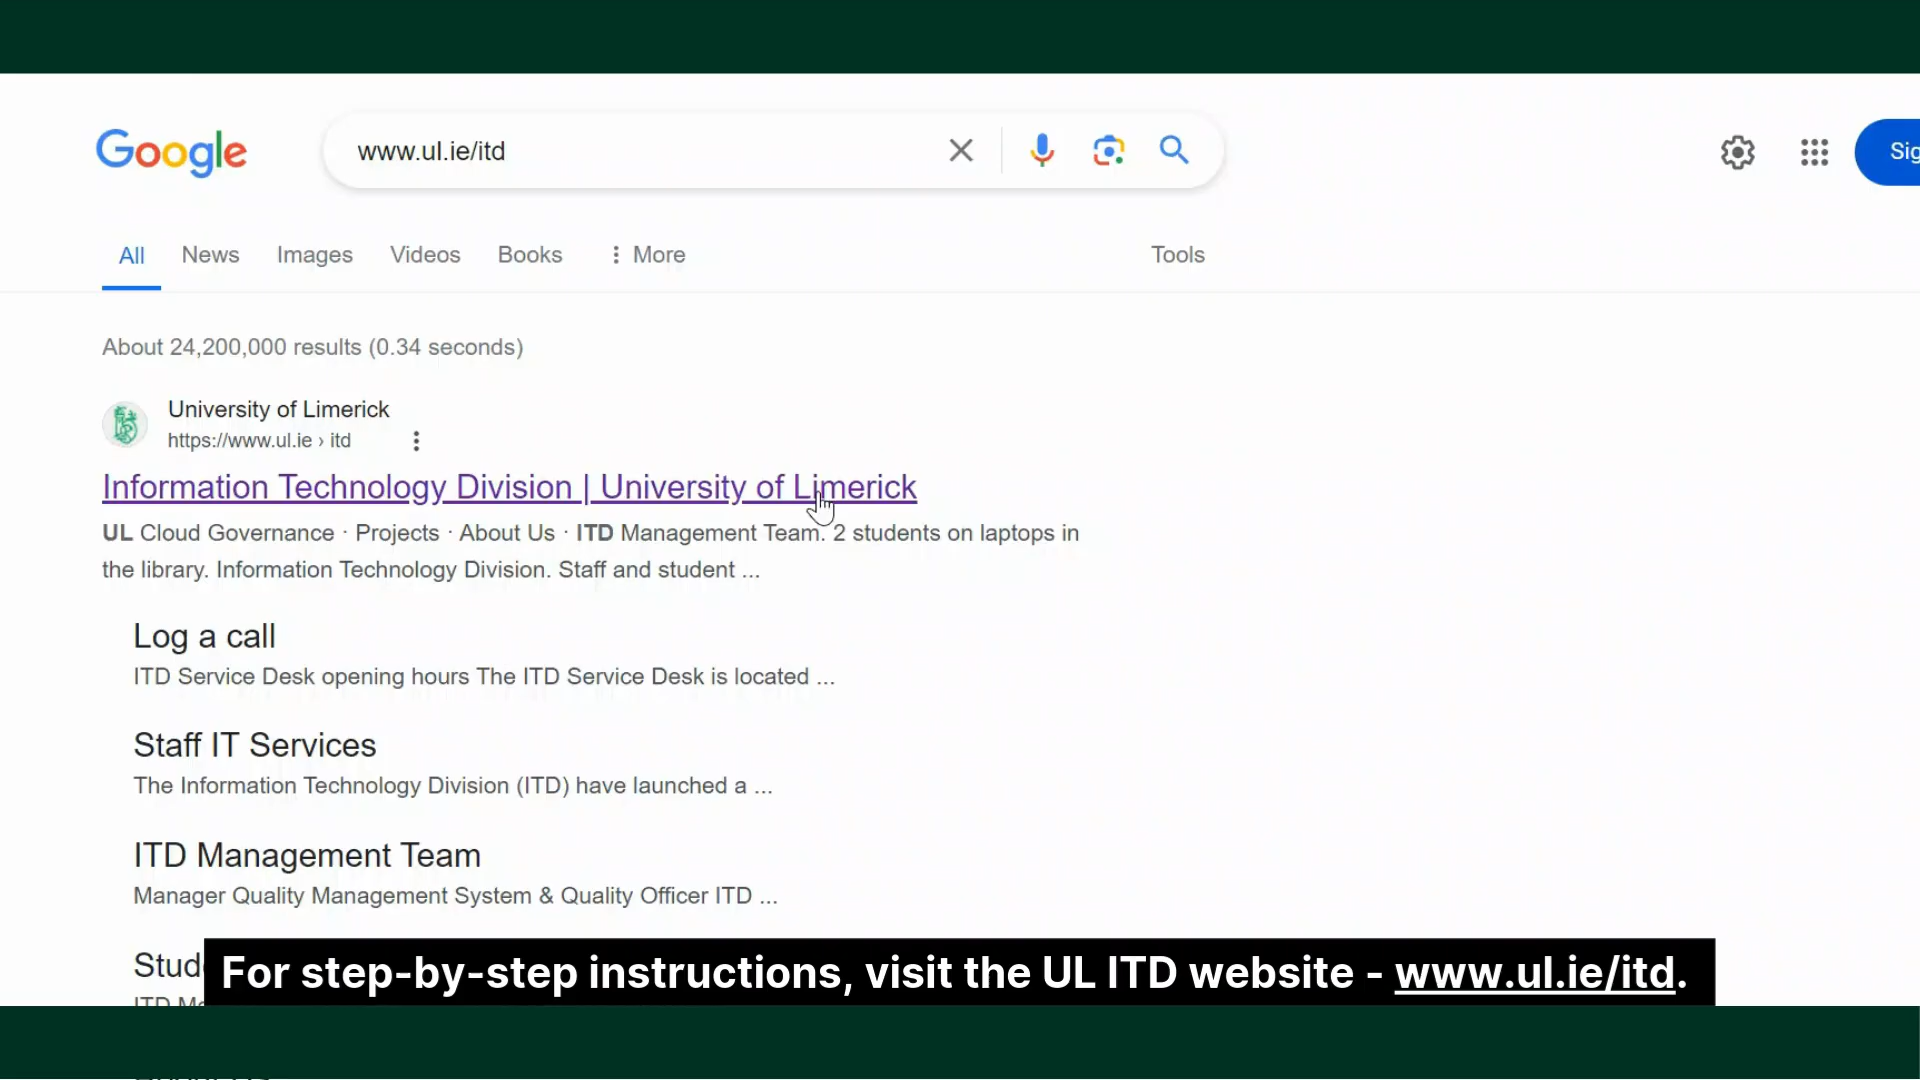 Google
www.ul.ie/itd
Sig
All News Images Videos Books More Tools
About 24,200,000 results (0.34 seconds)
University of Limerick
https://www.ul.ie › itd
Information Technology Division | University of Limerick
UL Cloud Governance · Projects · About Us · ITD Management Team. 2 students on laptops in
the library. Information Technology Division. Staff and student ...
Log a call
ITD Service Desk opening hours The ITD Service Desk is located ...
Staff IT Services
The Information Technology Division (ITD) have launched a ...
ITD Management Team
Manager Quality Management System & Quality Officer ITD ...
Stud
For step-by-step instructions, visit the UL ITD website - www.ul.ie/itd.